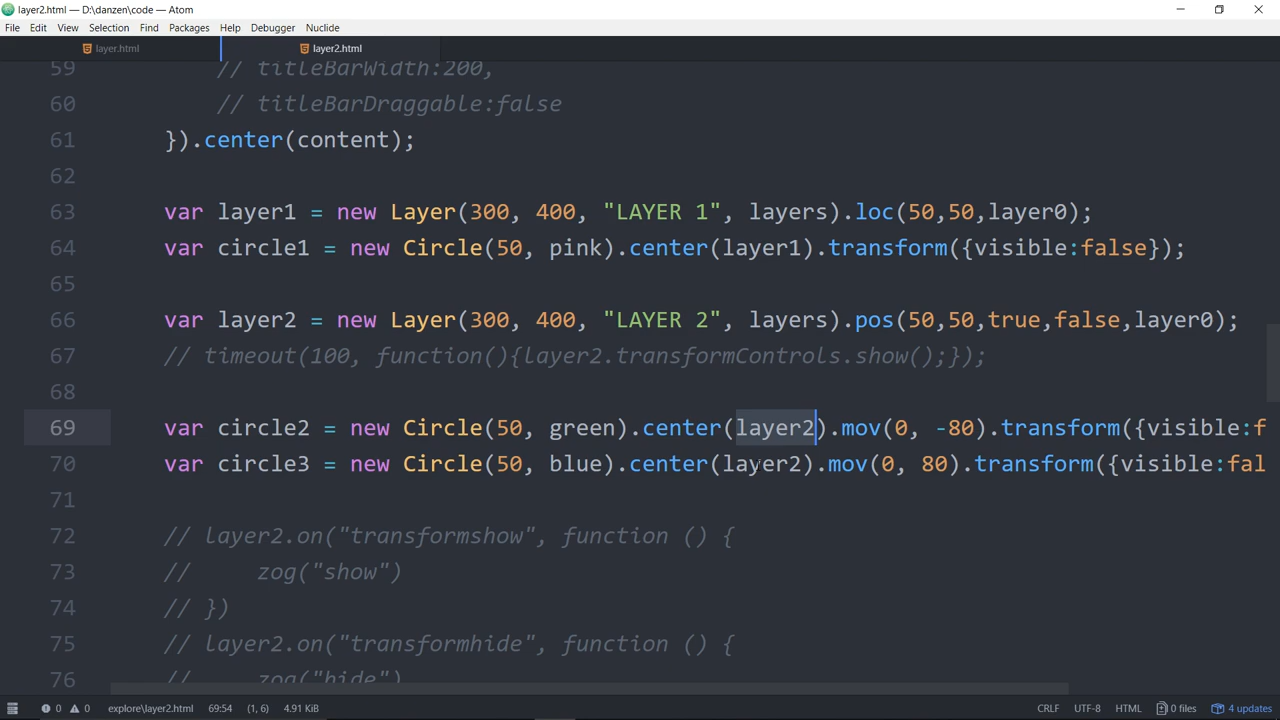 layer2.html — D:\danzen\code — Atom
File Edit View Selection Find Packages Help Debugger Nuclide
layer.html layer2.html
59 // titleBarWidth:200,
60 // titleBarDraggable:false
61 }).center(content);
62
63 var layer1 = new Layer(300, 400, "LAYER 1", layers).loc(50,50,layer0);
64 var circle1 = new Circle(50, pink).center(layer1).transform({visible:false});
65
66 var layer2 = new Layer(300, 400, "LAYER 2", layers).pos(50,50,true,false,layer0);
67 // timeout(100, function(){layer2.transformControls.show();});
68
69 var circle2 = new Circle(50, green).center(layer2).mov(0, -80).transform({visible:f
70 var circle3 = new Circle(50, blue).center(layer2).mov(0, 80).transform({visible:fal
71
72 // layer2.on("transformshow", function () {
73 //     zog("show")
74 // })
75 // layer2.on("transformhide", function () {
76 //     zog("hide")
0 0 explore\layer2.html 69:54 (1, 6) 4.91 KiB CRLF UTF-8 HTML 0 files 4 updates